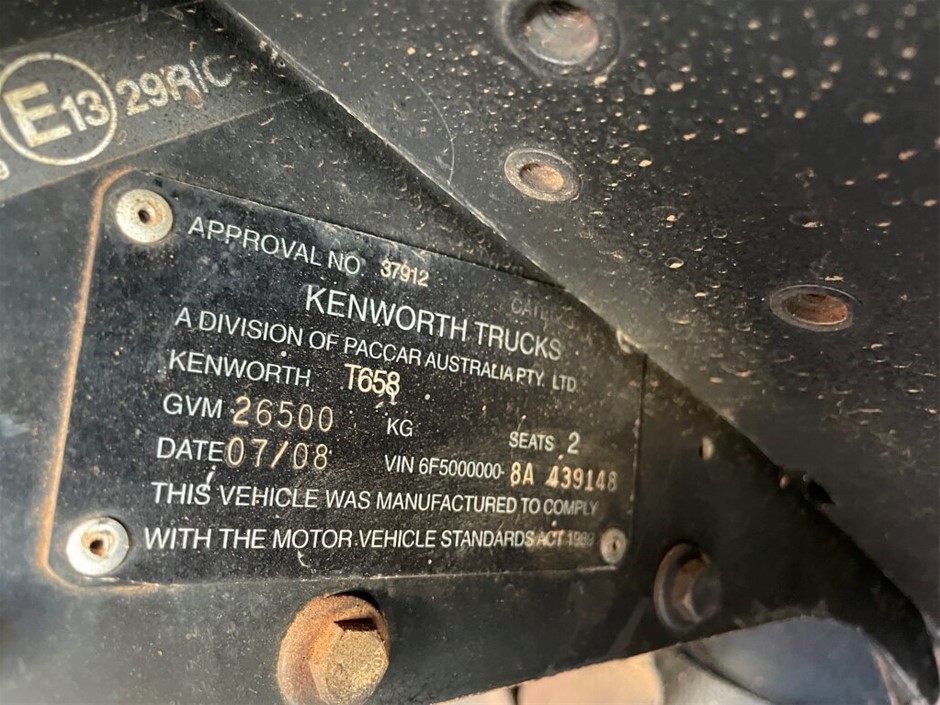 E13 29R/C
APPROVAL NO 37912
KENWORTH TRUCKS
A DIVISION OF PACCAR AUSTRALIA PTY LTD
KENWORTH T658
GVM 26500 KG SEATS 2
DATE 07/08 VIN 6F5000000- 8A 439148
THIS VEHICLE WAS MANUFACTURED TO COMPLY
WITH THE MOTOR VEHICLE STANDARDS ACT 1989